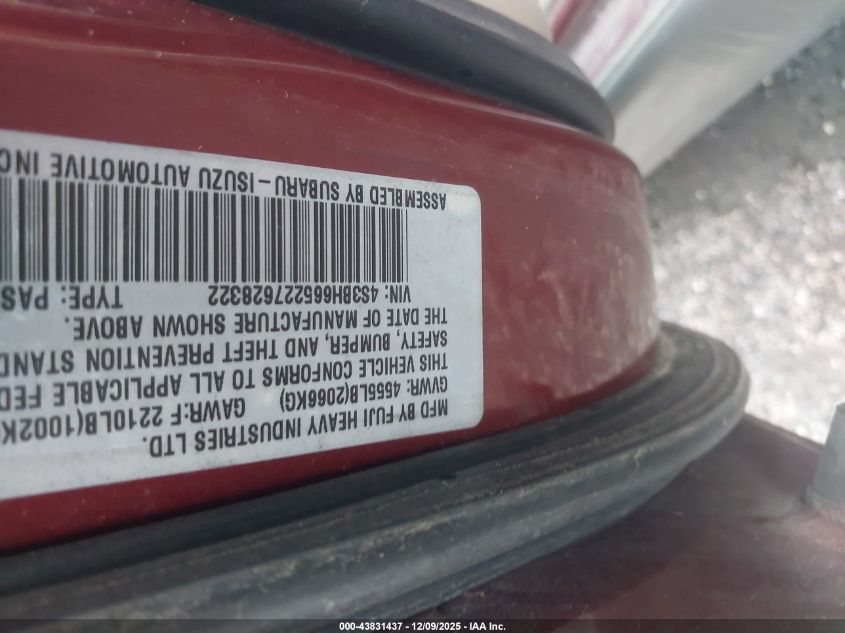 MFD BY FUJI HEAVY INDUSTRIES LTD.
GVWR: 4555LB(2066KG) GAWR:F 2210LB(1002K
THIS VEHICLE CONFORMS TO ALL APPLICABLE FED
SAFETY, BUMPER, AND THEFT PREVENTION STAND
THE DATE OF MANUFACTURE SHOWN ABOVE.
VIN: 4S3BH665227628322 TYPE: PAS
ASSEMBLED BY SUBARU-ISUZU AUTOMOTIVE INC
000-43831437 - 12/09/2025 - IAA Inc.